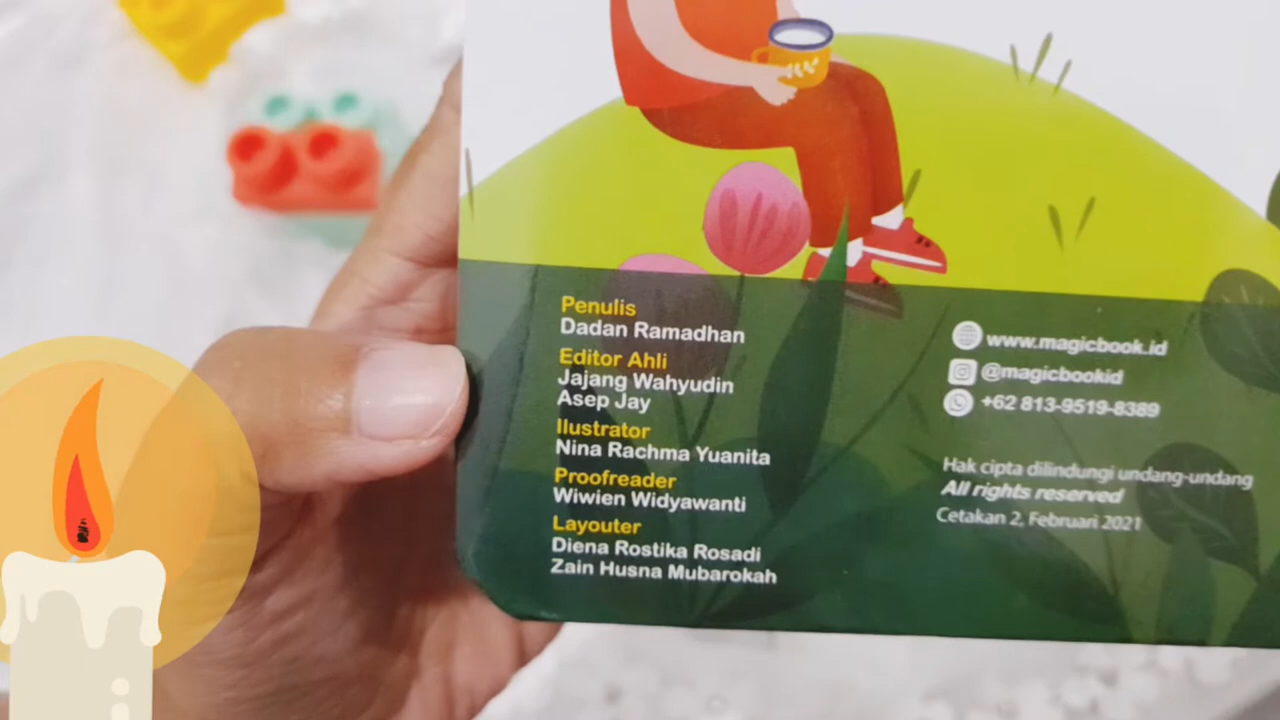 Penulis
Dadan Ramadhan
Editor Ahli
Jajang Wahyudin
Asep Jay
Ilustrator
Nina Rachma Yuanita
Proofreader
Wiwien Widyawanti
Layouter
Diena Rostika Rosadi
Zain Husna Mubarokah
www.magicbook.id
@magicbookid
+62 813-9519-8389
Hak cipta dilindungi undang-undang
All rights reserved
Cetakan 2, Februari 2021